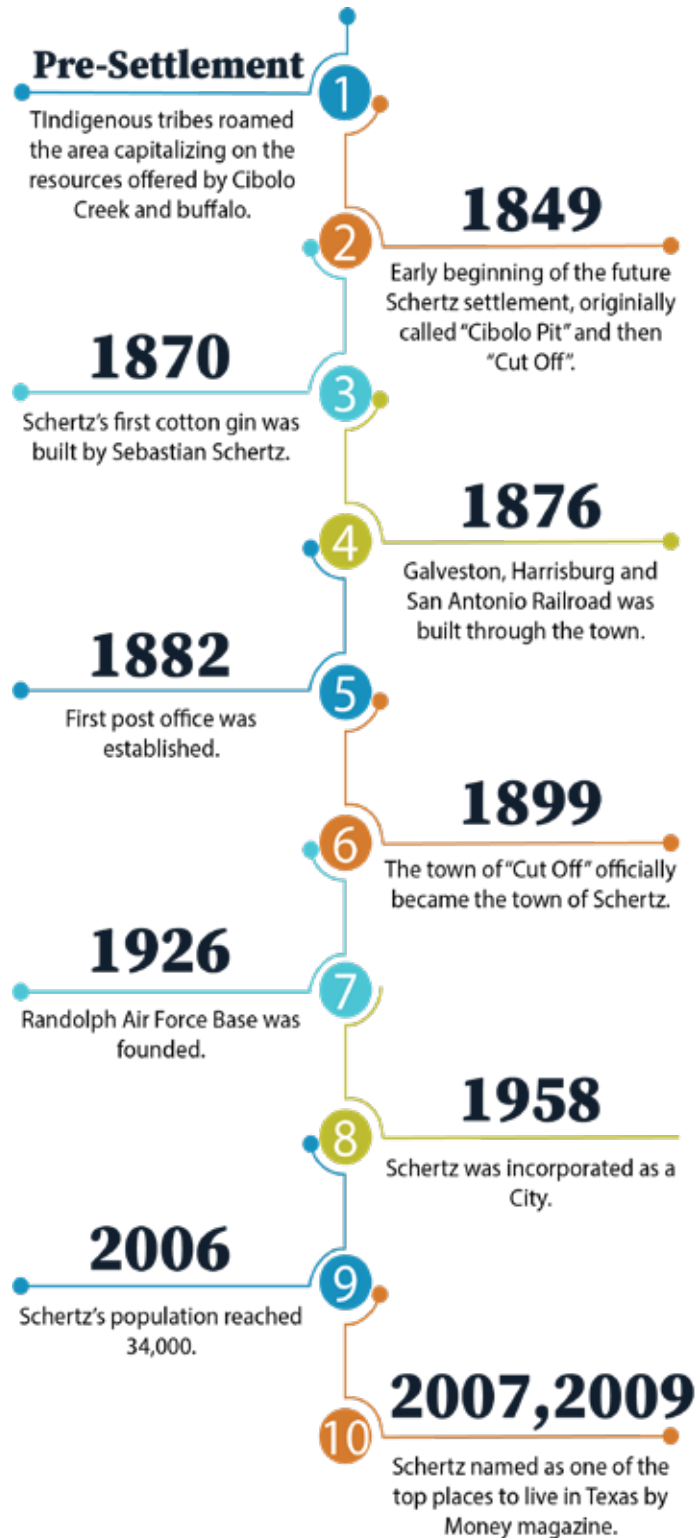 Pre-Settlement
1
TIndigenous tribes roamed
the area capitalizing on the
resources offered by Cibolo
Creek and buffalo.
2
1849
Early beginning of the future
Schertz settlement, originially
called "Cibolo Pit" and then
"Cut Off".
1870
3
Schertz's first cotton gin was
built by Sebastian Schertz.
4
1876
Galveston, Harrisburg and
San Antonio Railroad was
built through the town.
1882
5
First post office was
established.
6
1899
The town of "Cut Off" officially
became the town of Schertz.
1926
7
Randolph Air Force Base was
founded.
8
1958
Schertz was incorporated as a
City.
2006
9
Schertz's population reached
34,000.
10
2007,2009
Schertz named as one of the
top places to live in Texas by
Money magazine.